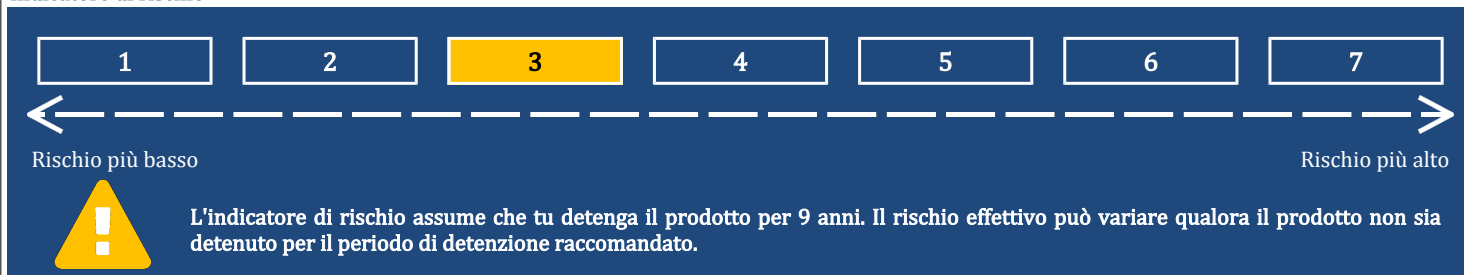 1 2 3 4 5 6 7
Rischio più basso Rischio più alto
L'indicatore di rischio assume che tu detenga il prodotto per 9 anni. Il rischio effettivo può variare qualora il prodotto non sia
detenuto per il periodo di detenzione raccomandato.